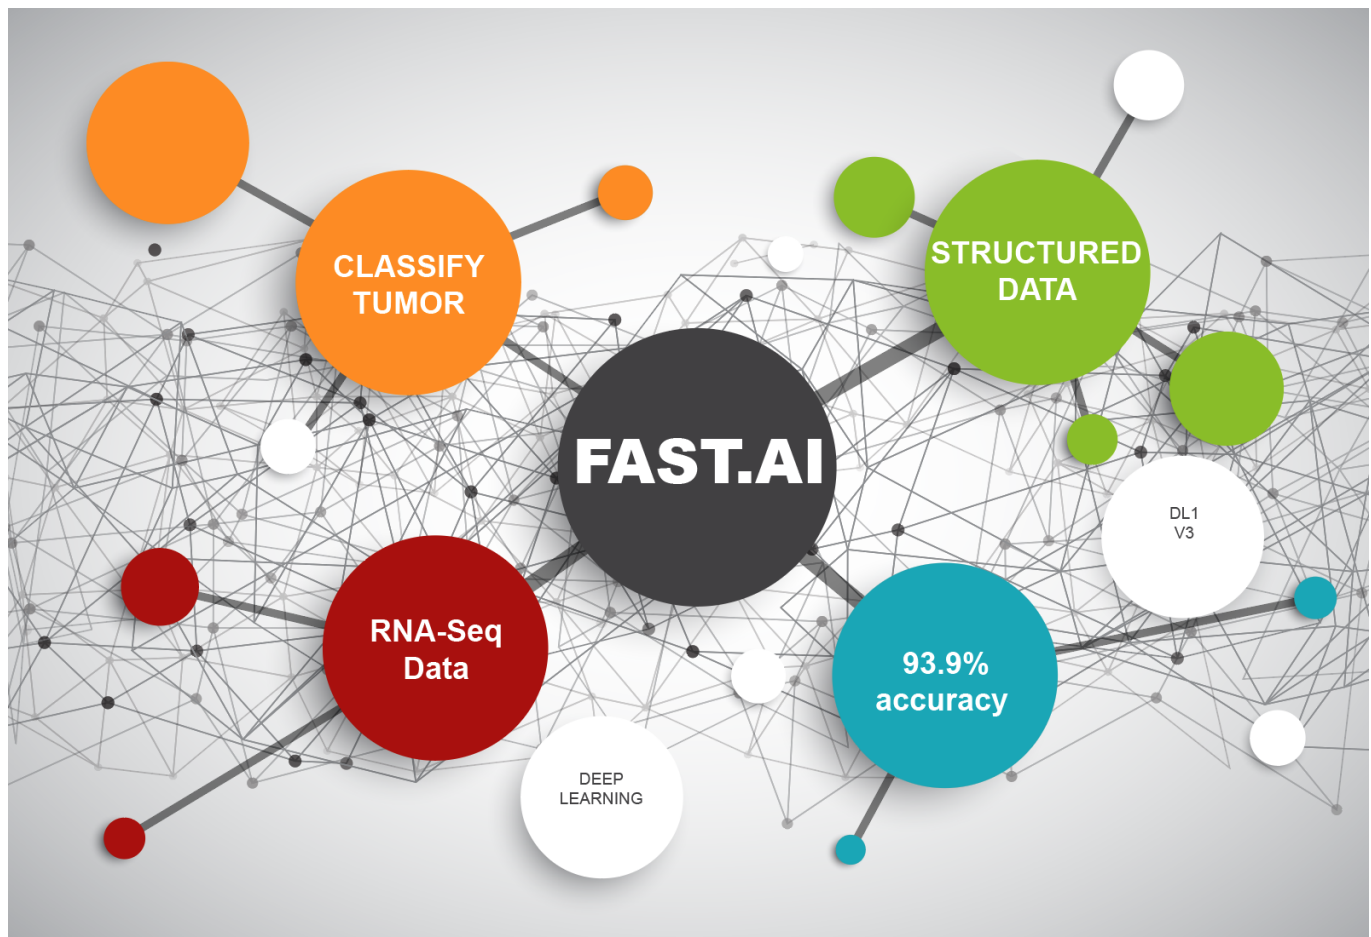 CLASSIFY
TUMOR
STRUCTURED
DATA
FAST.AI
DL1
V3
RNA-Seq
Data
93.9%
accuracy
DEEP
LEARNING